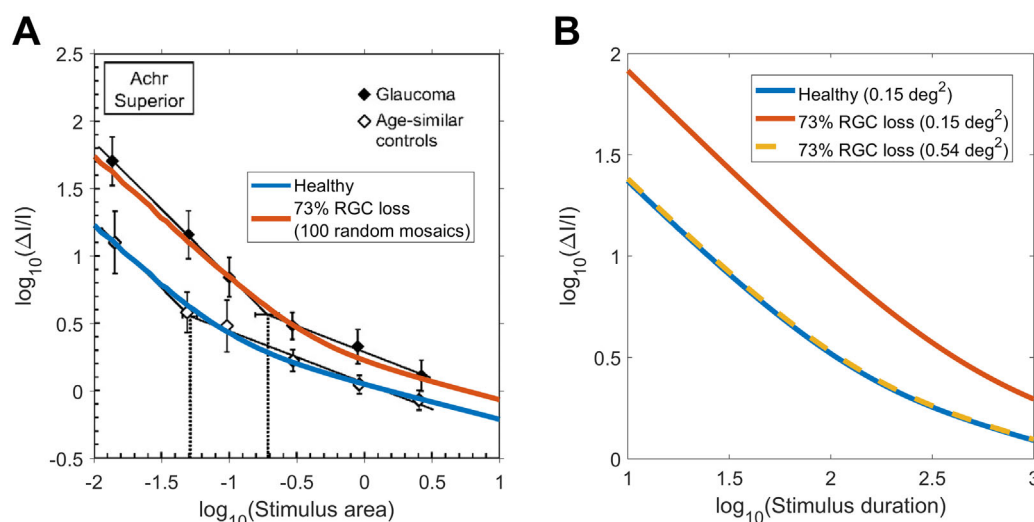 A
Achr
Superior
Glaucoma
Age-similar
controls
Healthy
73% RGC loss
(100 random mosaics)
2.5
2
1.5
1
0.5
0
-0.5
-2
-1.5
-1
-0.5
0
0.5
1
log10(ΔI/I)
log10(Stimulus area)
B
Healthy (0.15 deg²)
73% RGC loss (0.15 deg²)
73% RGC loss (0.54 deg²)
2
1.5
1
0.5
0
1
1.5
2
2.5
3
log10(ΔI/I)
log10(Stimulus duration)